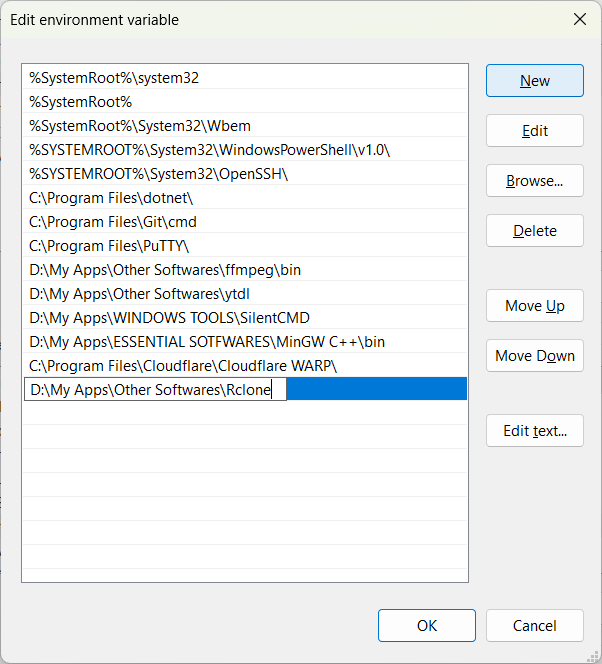 Edit environment variable
%SystemRoot%\system32
%SystemRoot%
%SystemRoot%\System32\Wbem
%SYSTEMROOT%\System32\WindowsPowerShell\v1.0\
%SYSTEMROOT%\System32\OpenSSH\
C:\Program Files\dotnet\
C:\Program Files\Git\cmd
C:\Program Files\PuTTY\
D:\My Apps\Other Softwares\ffmpeg\bin
D:\My Apps\Other Softwares\ytdl
D:\My Apps\WINDOWS TOOLS\SilentCMD
D:\My Apps\ESSENTIAL SOTFWARES\MinGW C++\bin
C:\Program Files\Cloudflare\Cloudflare WARP\
D:\My Apps\Other Softwares\Rclone
New
Edit
Browse...
Delete
Move Up
Move Down
Edit text...
OK
Cancel